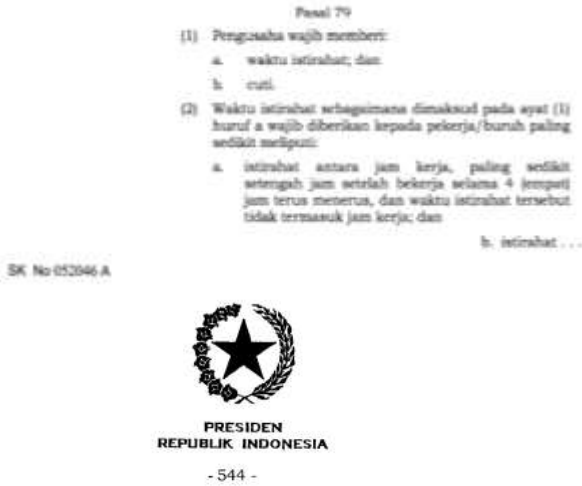 Pasal 79
(1) Pengusaha wajib memberi:
a. waktu istirahat; dan
b. cuti.
(2) Waktu istirahat sebagaimana dimaksud pada ayat (1)
huruf a wajib diberikan kepada pekerja/buruh paling
sedikit meliputi:
a. istirahat antara jam kerja, paling sedikit
setengah jam setelah bekerja selama 4 (empat)
jam terus menerus, dan waktu istirahat tersebut
tidak termasuk jam kerja; dan
b. istirahat . . .
SK No 052046 A
PRESIDEN
REPUBLIK INDONESIA
- 544 -